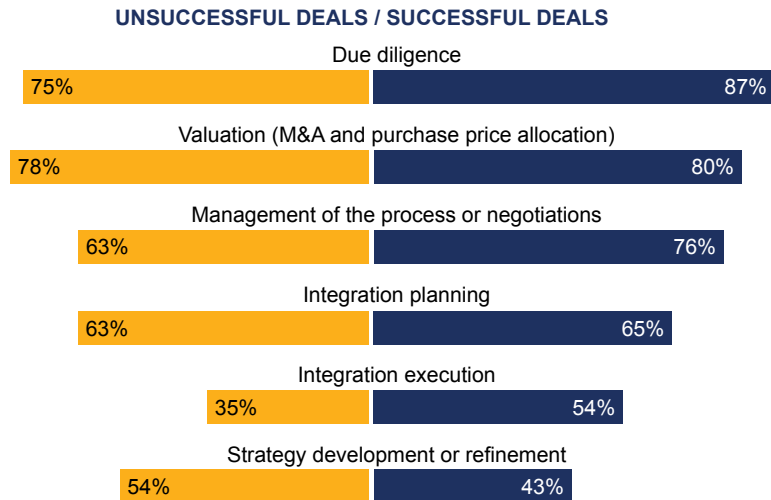 UNSUCCESSFUL DEALS / SUCCESSFUL DEALS
Due diligence
75% 87%
Valuation (M&A and purchase price allocation)
78% 80%
Management of the process or negotiations
63% 76%
Integration planning
63% 65%
Integration execution
35% 54%
Strategy development or refinement
54% 43%